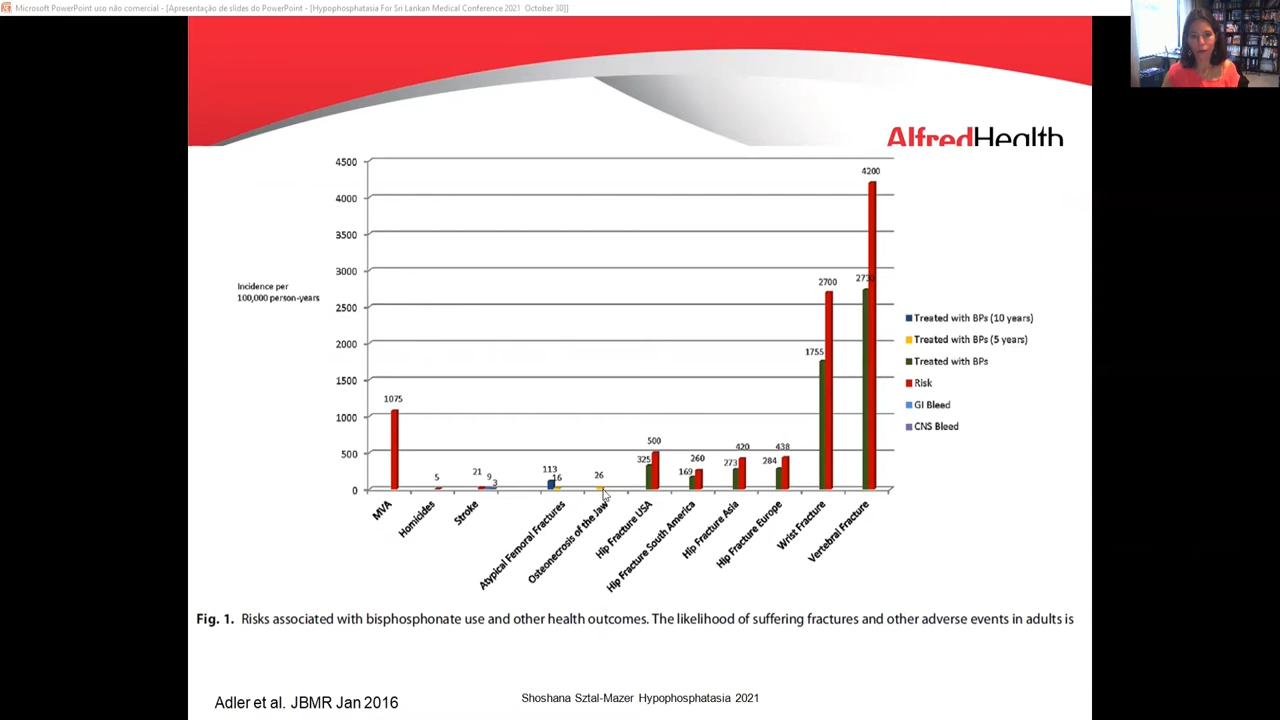 Microsoft PowerPoint uso não comercial - [Apresentação de slides do PowerPoint - [Hypophosphatasia For Sri Lankan Medical Conference 2021 October 30]]
AlfredHealth
4500
4000
3500
3000
2500
2000
1500
1000
500
0
Incidence per
100,000 person-years
1075
5
21
9
3
113
16
26
325
500
169
260
273
420
284
438
1755
2700
4200
MVA
Homicides
Stroke
Atypical Femoral Fractures
Ostenecrosis of the Jaw
Hip Fracture USA
Hip Fracture South America
Hip Fracture Asia
Hip Fracture Europe
Wrist Fracture
Vertebral Fracture
Treated with BPs (10 years)
Treated with BPs (5 years)
Treated with BPs
Risk
GI Bleed
CNS Bleed
Fig. 1. Risks associated with bisphosphonate use and other health outcomes. The likelihood of suffering fractures and other adverse events in adults is
Adler et al. JBMR Jan 2016
Shoshana Sztal-Mazer Hypophosphatasia 2021